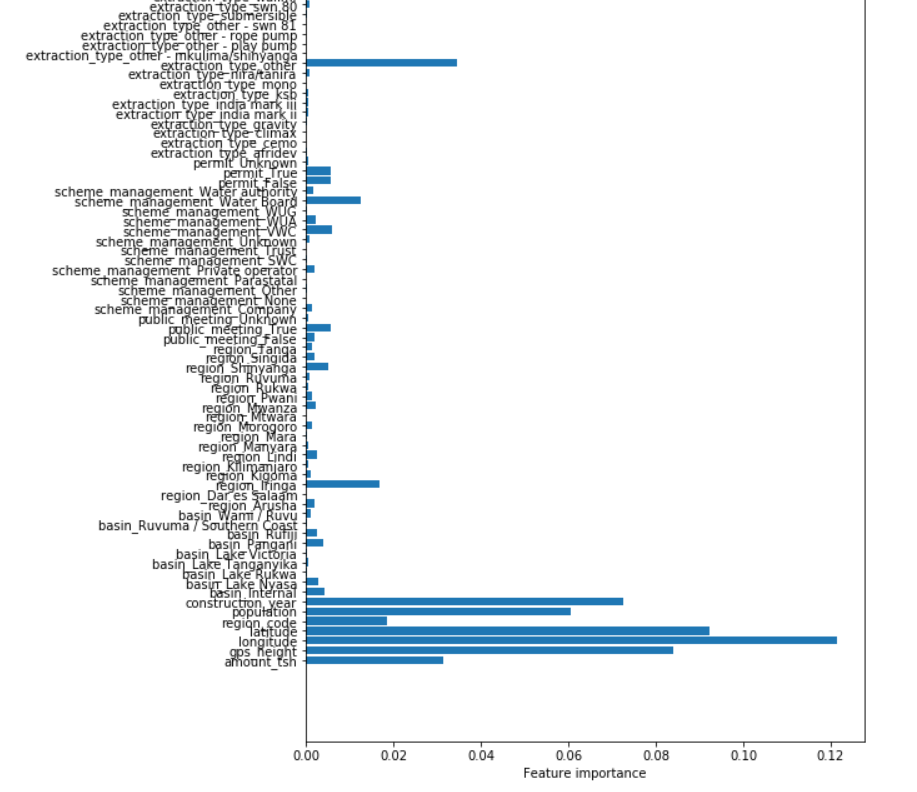 extraction_type_swn 80
extraction_type_submersible
extraction_type_other - swn 81
extraction_type_other - rope pump
extraction_type_other - play pump
extraction_type_other - mkulima/shinyanga
extraction_type_other
extraction_type_nira/tanira
extraction_type_mono
extraction_type_ksb
extraction_type_india mark iii
extraction_type_india mark ii
extraction_type_gravity
extraction_type_climax
extraction_type_cemo
extraction_type_afridev
permit_Unknown
permit_True
permit_False
scheme_management_Water authority
scheme_management_Water Board
scheme_management_WUG
scheme_management_WUA
scheme_management_VWC
scheme_management_Unknown
scheme_management_Trust
scheme_management_SWC
scheme_management_Private operator
scheme_management_Parastatal
scheme_management_Other
scheme_management_None
scheme_management_Company
public_meeting_Unknown
public_meeting_True
public_meeting_False
region_Tanga
region_Singida
region_Shinyanga
region_Ruvuma
region_Rukwa
region_Pwani
region_Mwanza
region_Mtwara
region_Morogoro
region_Mara
region_Manyara
region_Lindi
region_Kilimanjaro
region_Kigoma
region_Iringa
region_Dar es Salaam
region_Arusha
basin_Wami / Ruvu
basin_Ruvuma / Southern Coast
basin_Rufiji
basin_Pangani
basin_Lake Victoria
basin_Lake Tanganyika
basin_Lake Rukwa
basin_Lake Nyasa
basin_Internal
construction_year
population
region_code
latitude
longitude
gps_height
amount_tsh
0.00 0.02 0.04 0.06 0.08 0.10 0.12
Feature importance